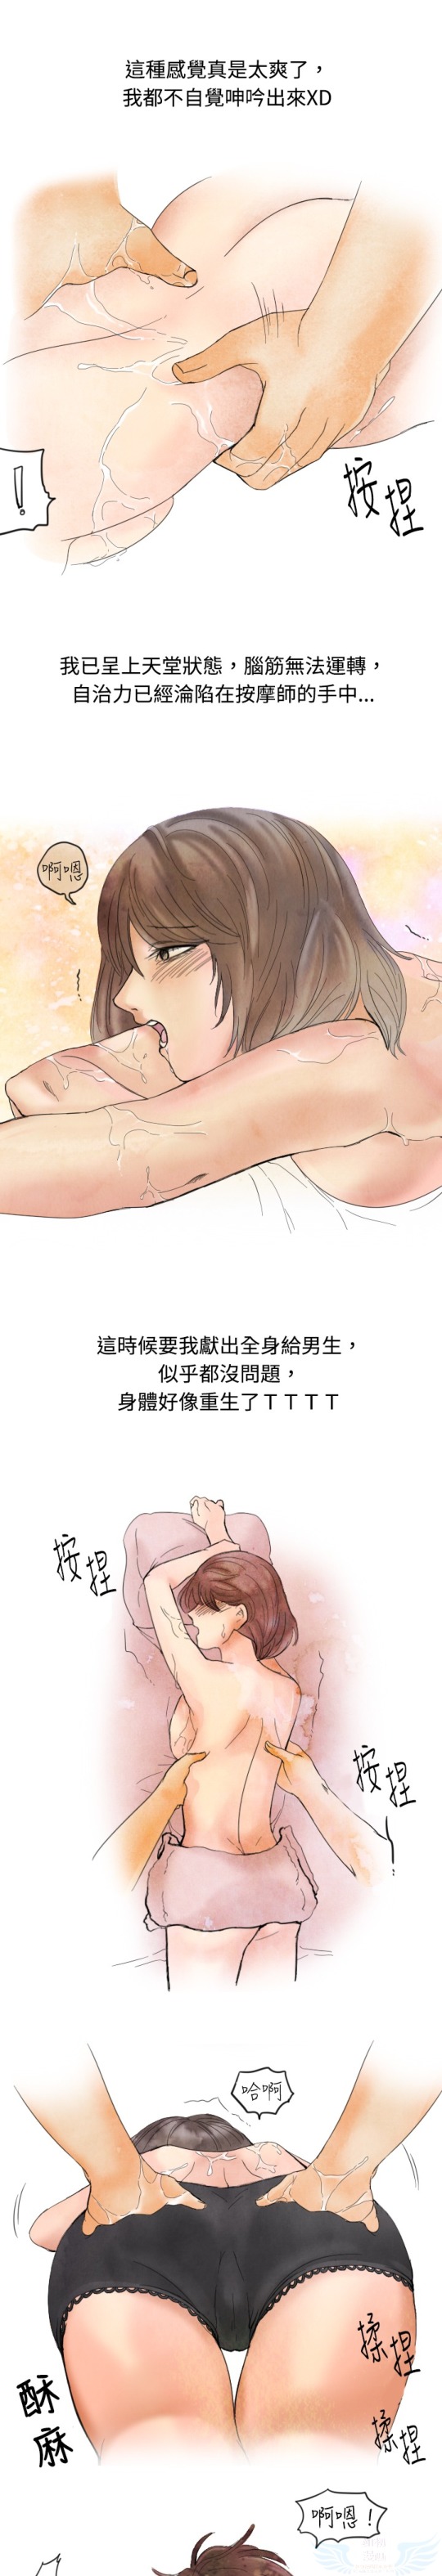 這種感覺真是太爽了，
我都不自覺呻吟出來XD
！
按捏
我已呈上天堂狀態，腦筋無法運轉，
自治力已經淪陷在按摩師的手中...
啊嗯
這時候要我獻出全身給男生，
似乎都沒問題，
身體好像重生了ＴＴＴＴ
按捏
按捏
哈啊
揉捏
酥麻
揉捏
啊嗯！